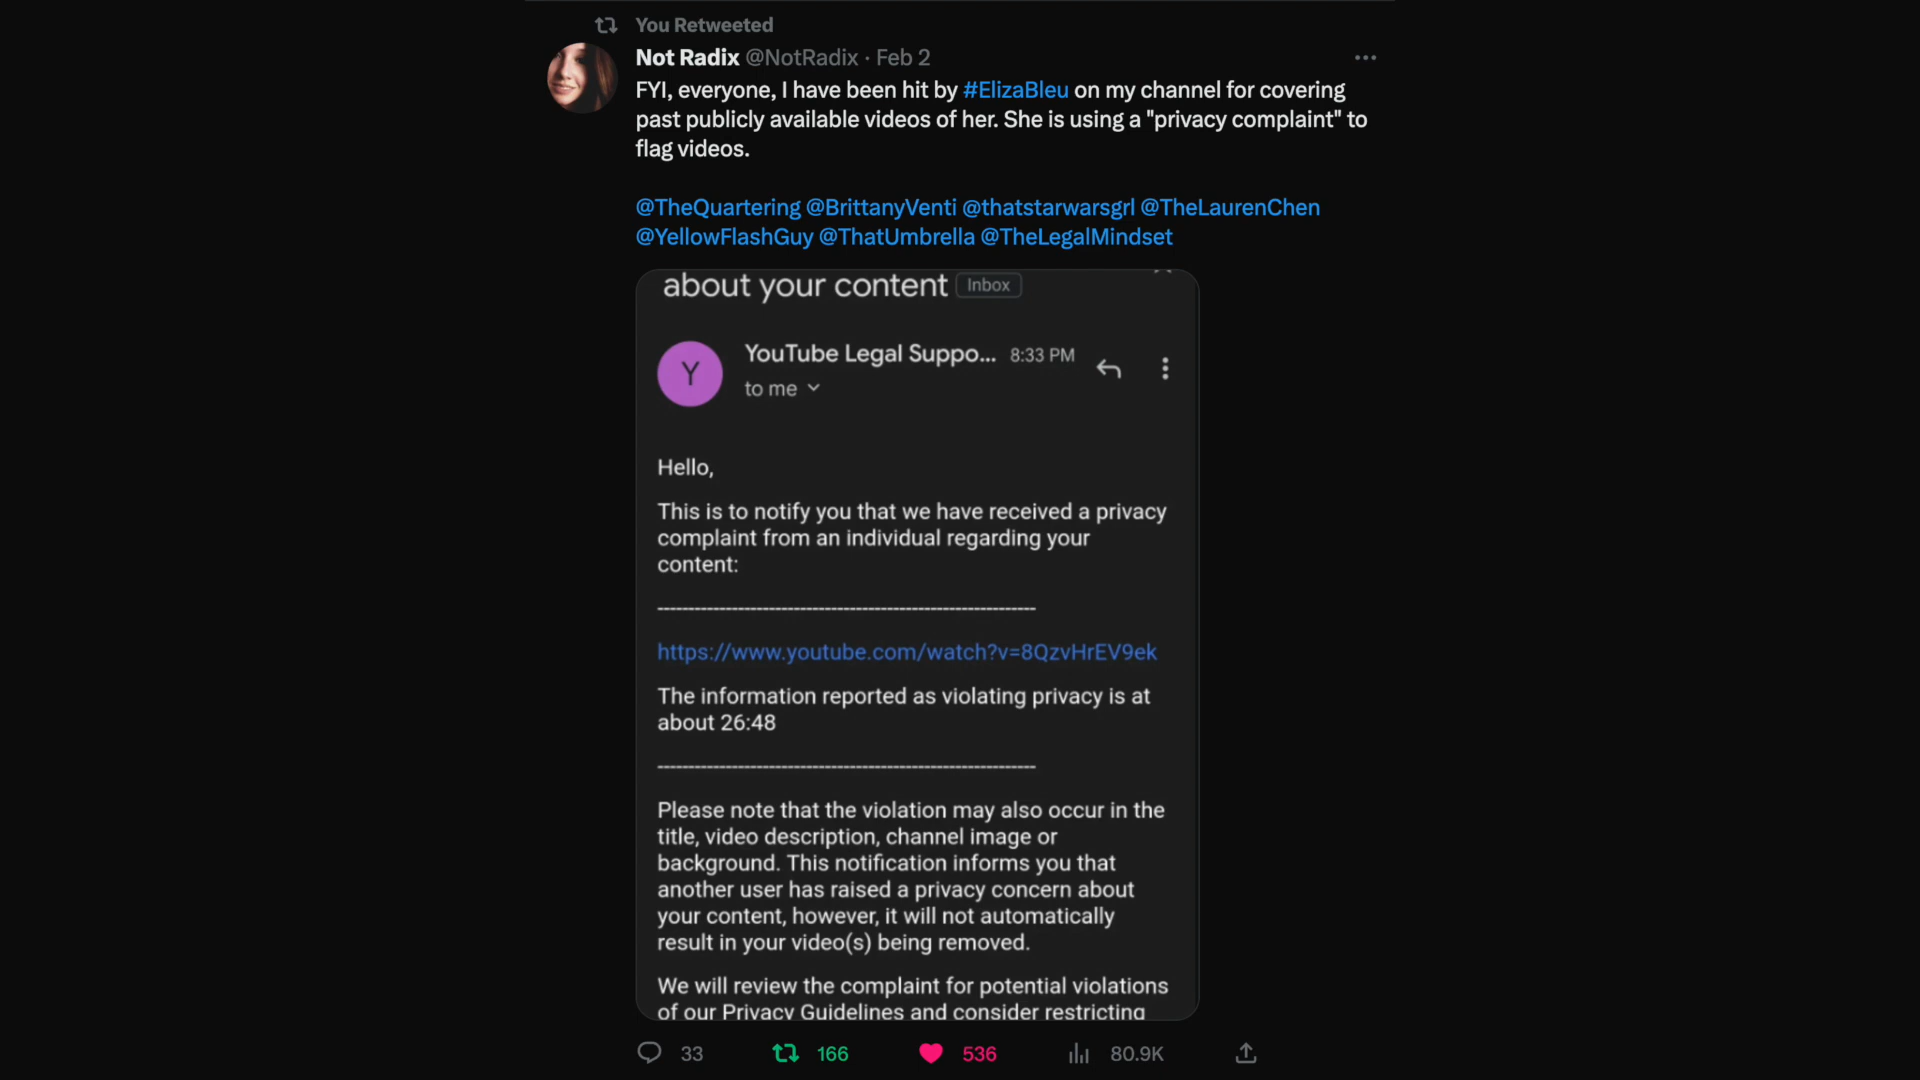 You Retweeted
Not Radix @NotRadix · Feb 2
FYI, everyone, I have been hit by #ElizaBleu on my channel for covering
past publicly available videos of her. She is using a "privacy complaint" to
flag videos.
@TheQuartering @BrittanyVenti @thatstarwarsgrl @TheLaurenChen
@YellowFlashGuy @ThatUmbrella @TheLegalMindset
about your content Inbox
Y
YouTube Legal Suppo... 8:33 PM
to me
Hello,
This is to notify you that we have received a privacy
complaint from an individual regarding your
content:
------------------------------------------------------------
https://www.youtube.com/watch?v=8QzvHrEV9ek
The information reported as violating privacy is at
about 26:48
------------------------------------------------------------
Please note that the violation may also occur in the
title, video description, channel image or
background. This notification informs you that
another user has raised a privacy concern about
your content, however, it will not automatically
result in your video(s) being removed.
We will review the complaint for potential violations
of our Privacy Guidelines and consider restricting
33 166 536 80.9K